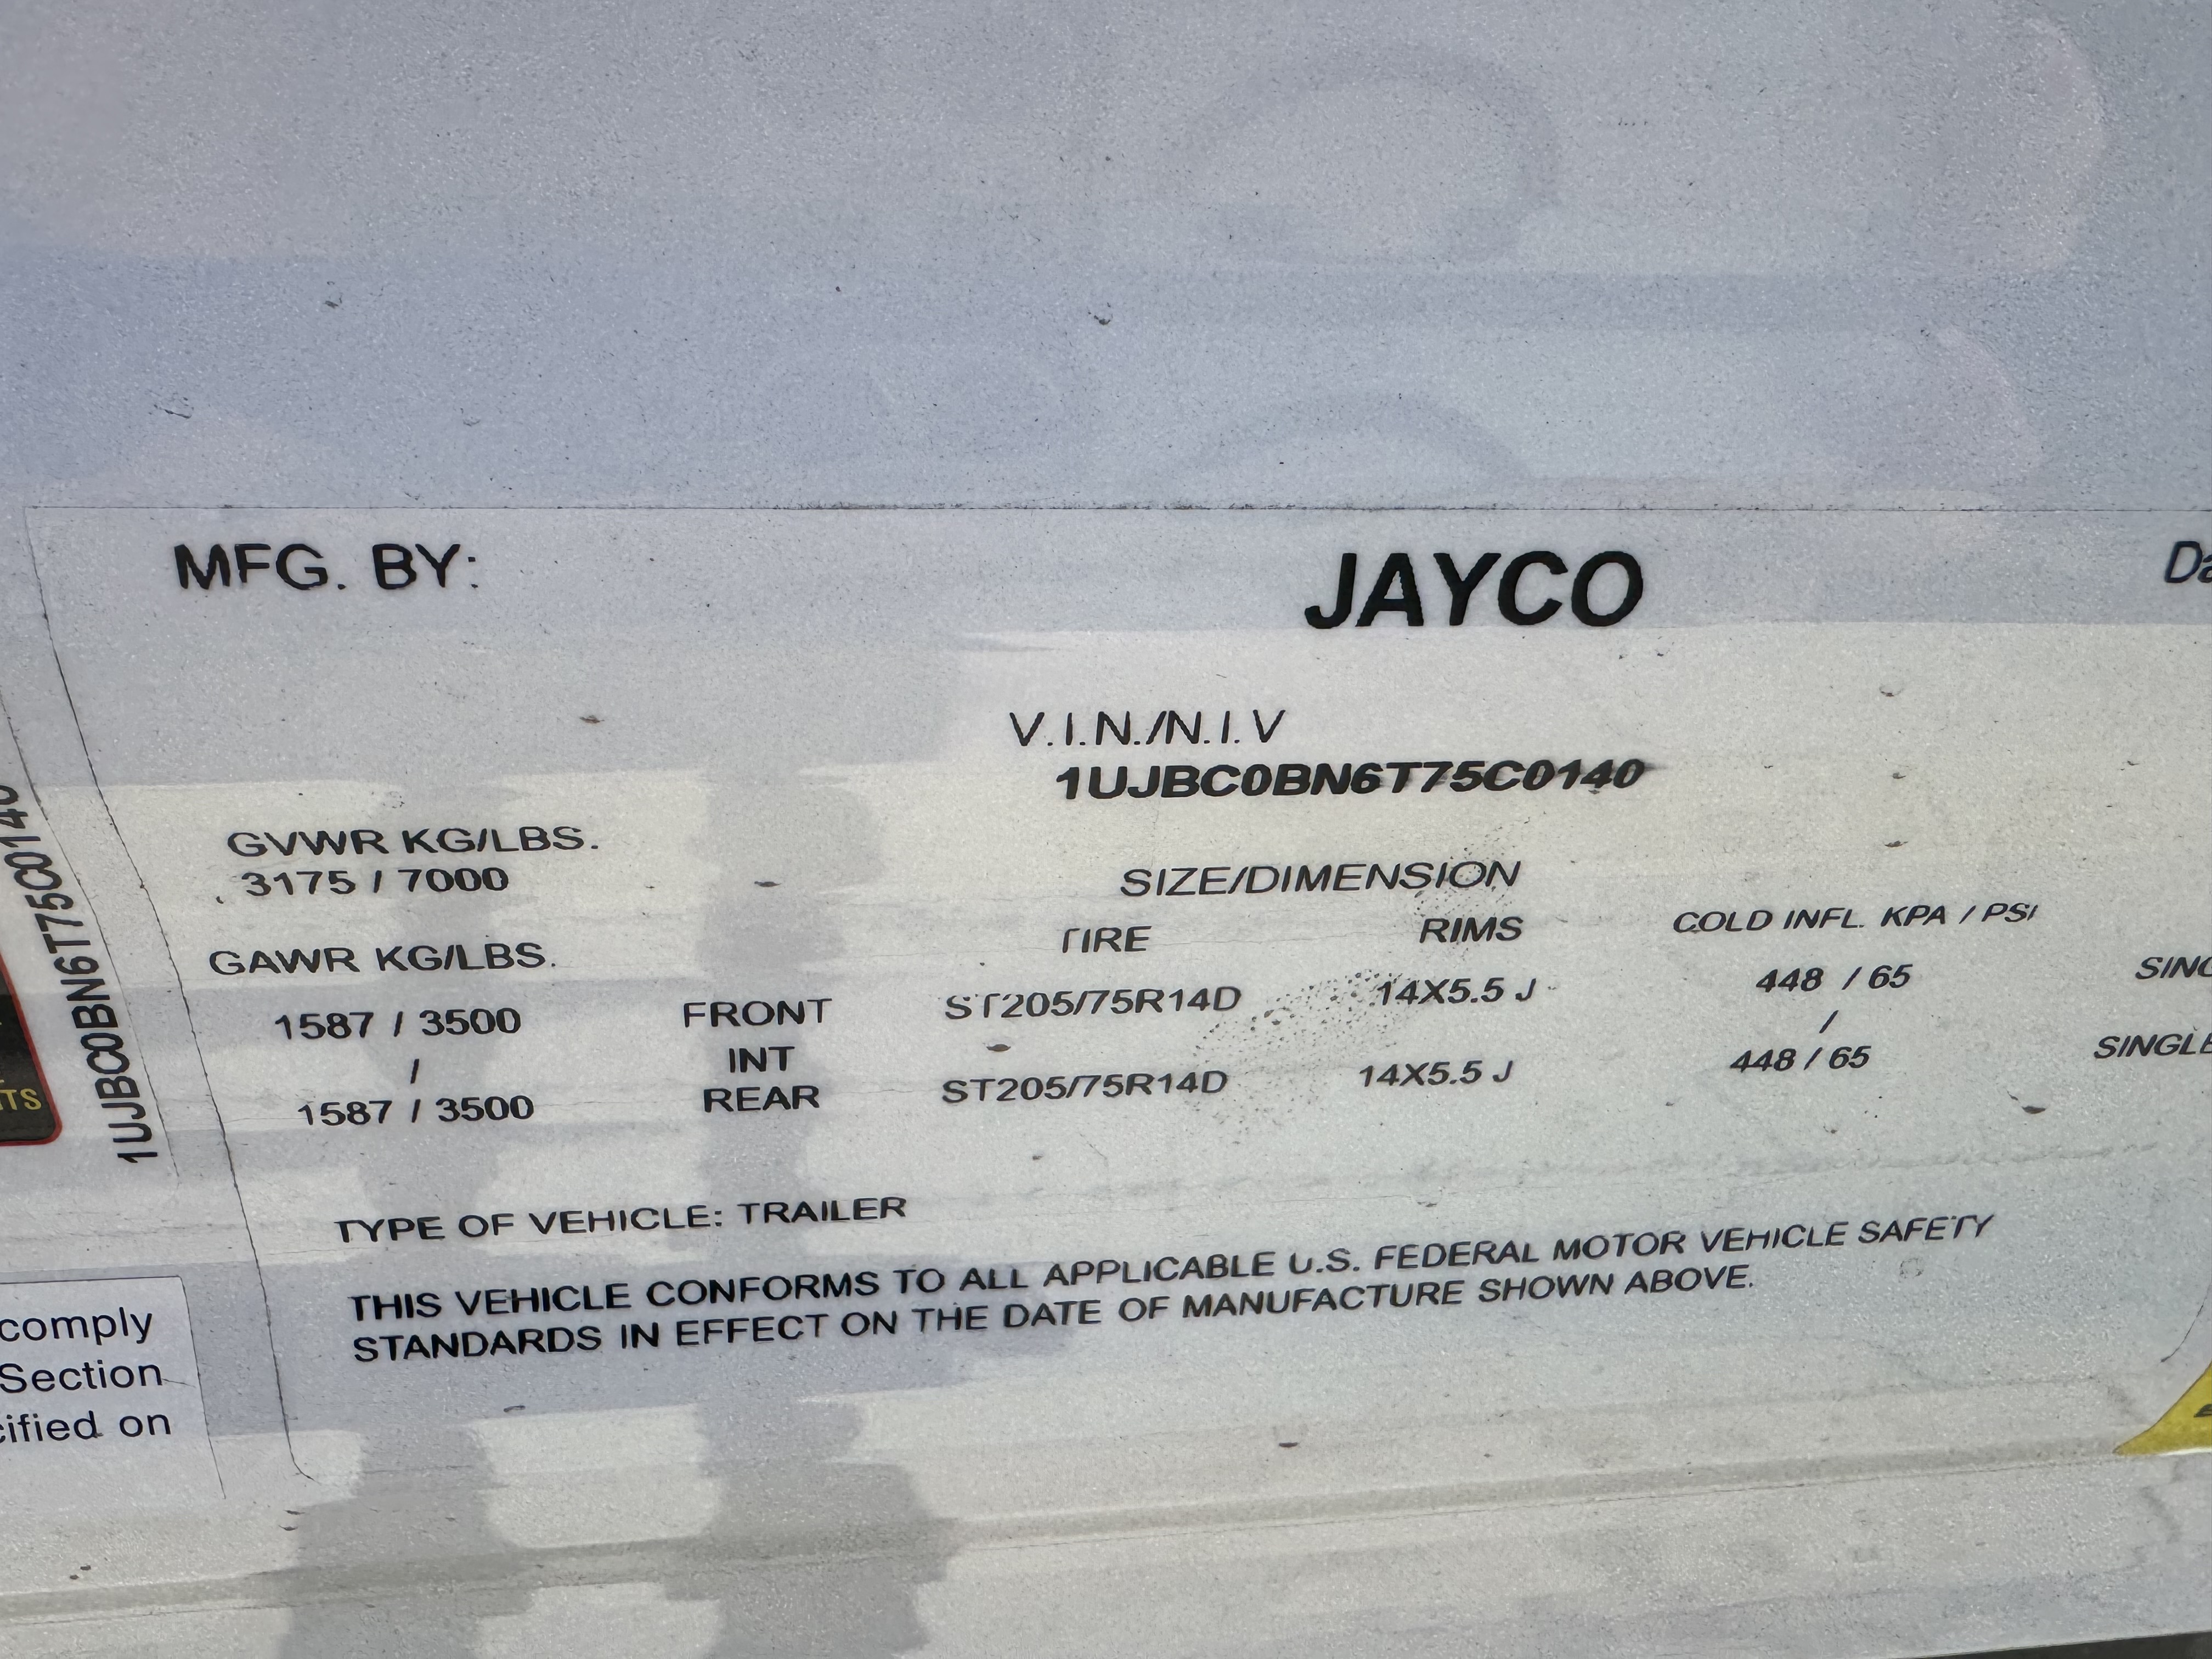 MFG. BY:
JAYCO
V.I.N./N.I.V
1UJBC0BN6T75C0140
GVWR KG/LBS.
3175 / 7000
SIZE/DIMENSION
GAWR KG/LBS.
TIRE
RIMS
COLD INFL. KPA / PSI
1587 / 3500
FRONT
ST205/75R14D
14X5.5 J
448 / 65
/
INT
/
1587 / 3500
REAR
ST205/75R14D
14X5.5 J
448 / 65
SINGLE
TYPE OF VEHICLE: TRAILER
THIS VEHICLE CONFORMS TO ALL APPLICABLE U.S. FEDERAL MOTOR VEHICLE SAFETY
STANDARDS IN EFFECT ON THE DATE OF MANUFACTURE SHOWN ABOVE.
1UJBC0BN6T75C0140
comply
Section
on